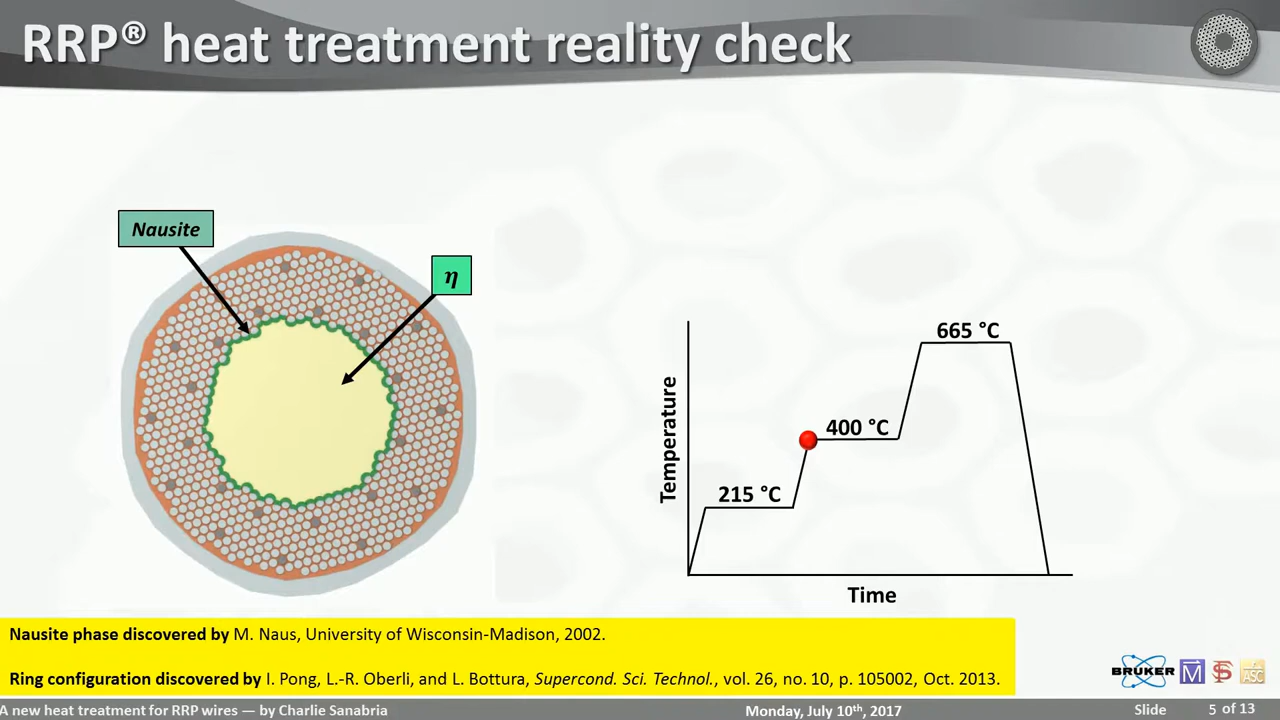 RRP® heat treatment reality check
Nausite
η
665 °C
400 °C
215 °C
Temperature
Time
Nausite phase discovered by M. Naus, University of Wisconsin-Madison, 2002.
Ring configuration discovered by I. Pong, L.-R. Oberli, and L. Bottura, Supercond. Sci. Technol., vol. 26, no. 10, p. 105002, Oct. 2013.
BRUKER M FS ASC
A new heat treatment for RRP wires — by Charlie Sanabria Monday, July 10th, 2017 Slide 5 of 13